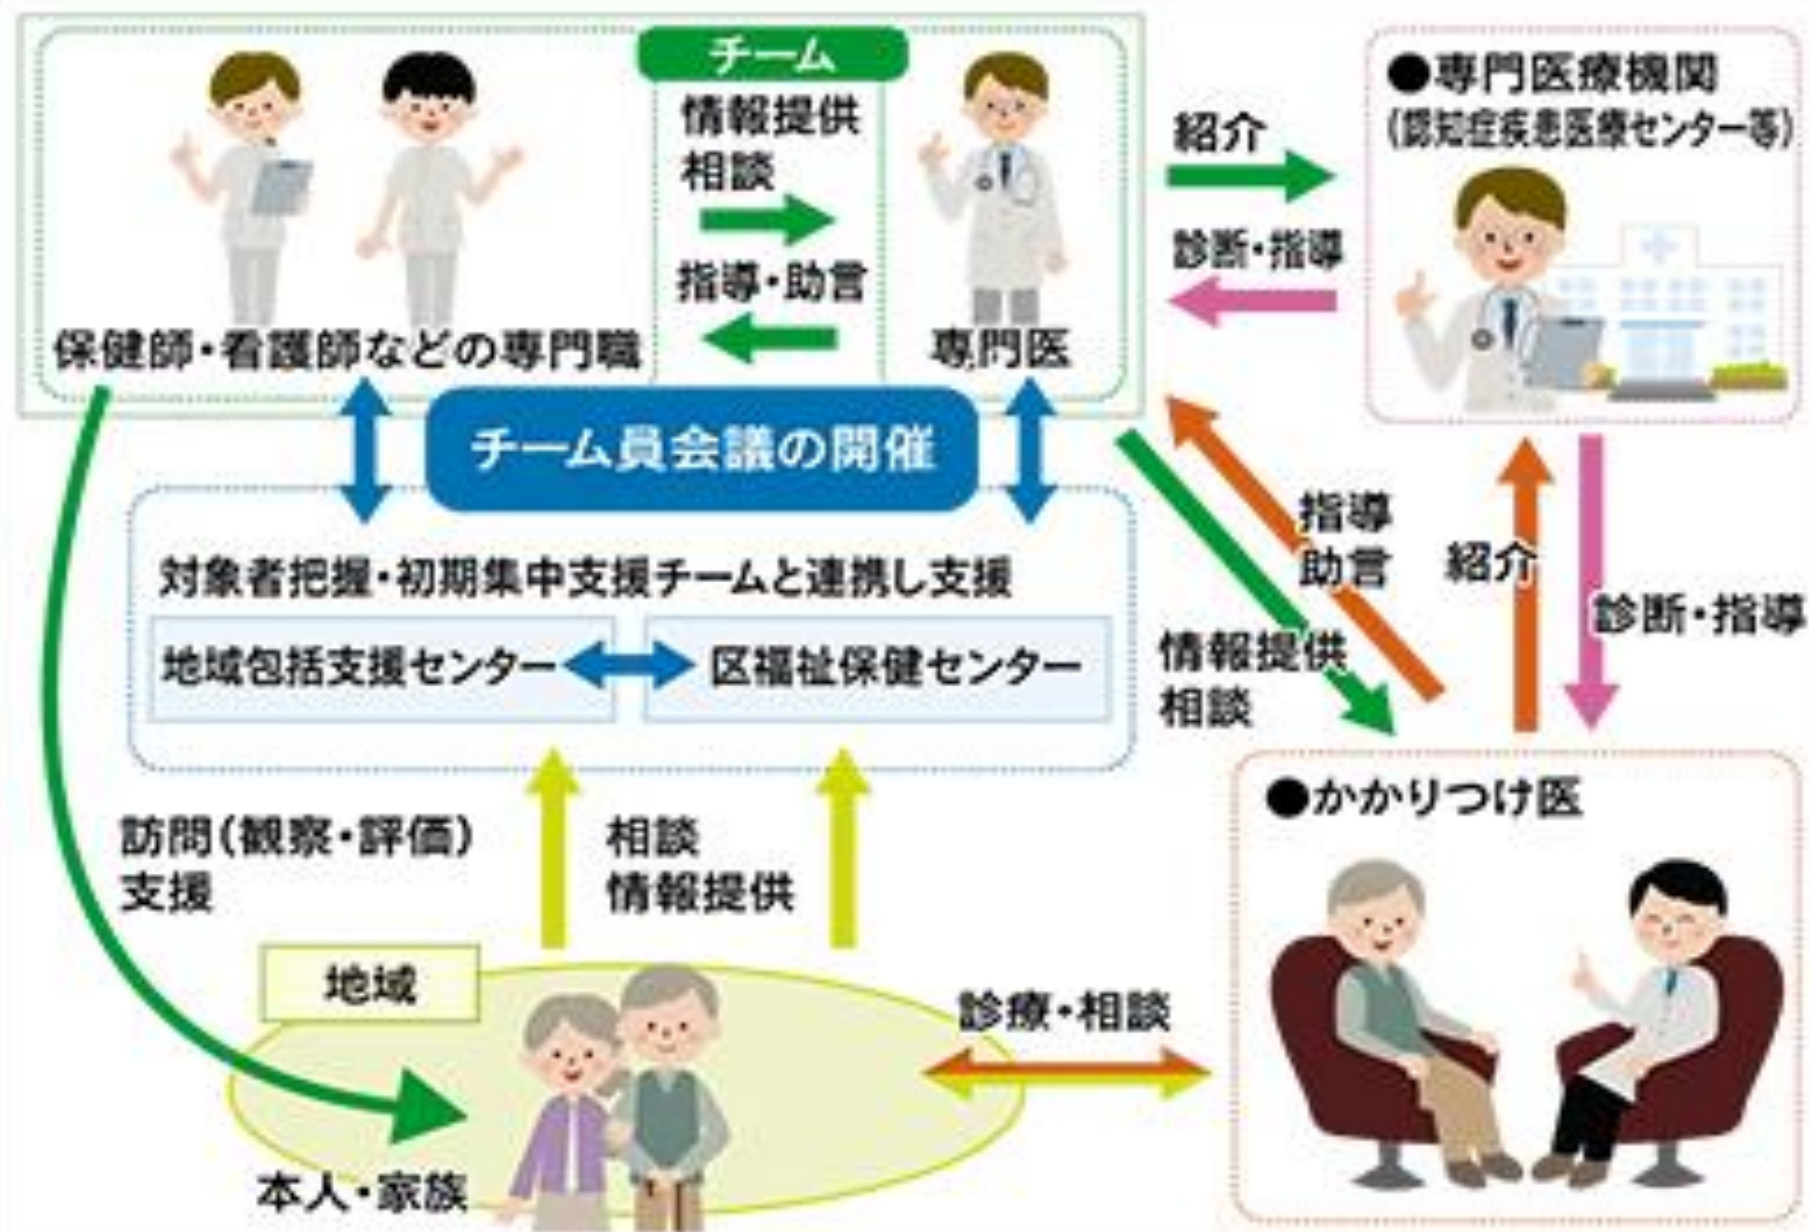 チーム
情報提供
相談
指導・助言
保健師・看護師などの専門職
専門医
紹介
診断・指導
●専門医療機関
(認知症疾患医療センター等)
チーム員会議の開催
対象者把握・初期集中支援チームと連携し支援
地域包括支援センター
区福祉保健センター
指導
助言
情報提供
相談
紹介
診断・指導
訪問(観察・評価)
支援
相談
情報提供
●かかりつけ医
地域
診療・相談
本人・家族